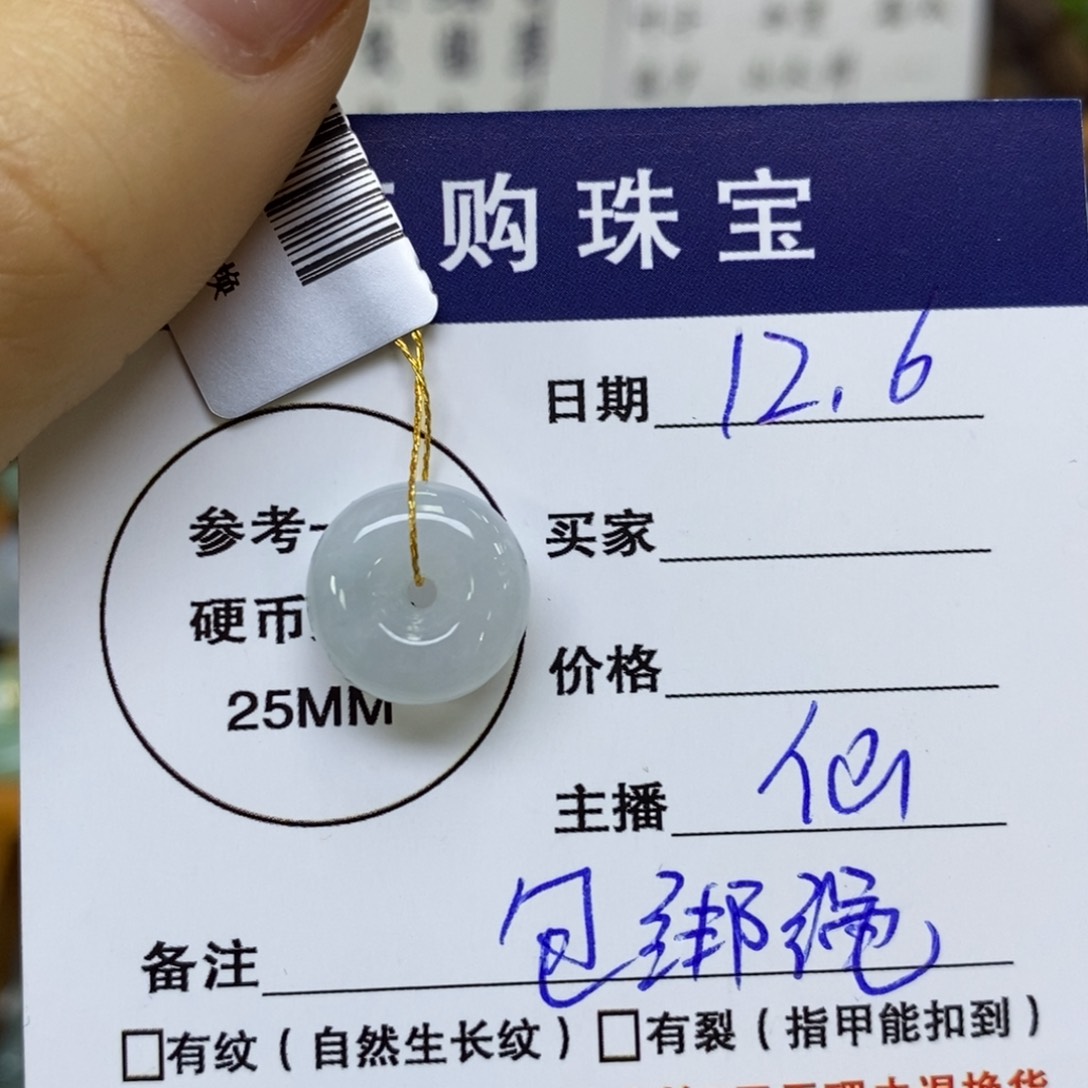 购珠宝
换
日期 12.6
参考
买家
硬币
25MM
价格
主播 仙
备注 包绑绳
□有纹(自然生长纹) □有裂(指甲能扣到)